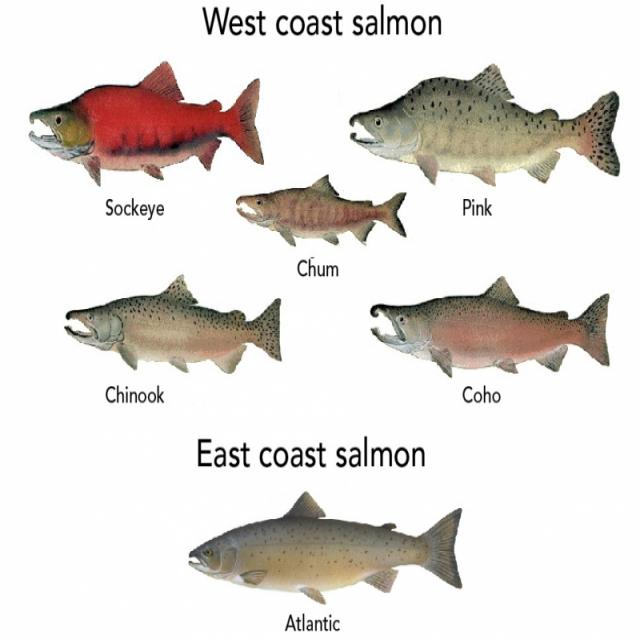 West coast salmon
Sockeye
Pink
Chum
Chinook
Coho
East coast salmon
Atlantic